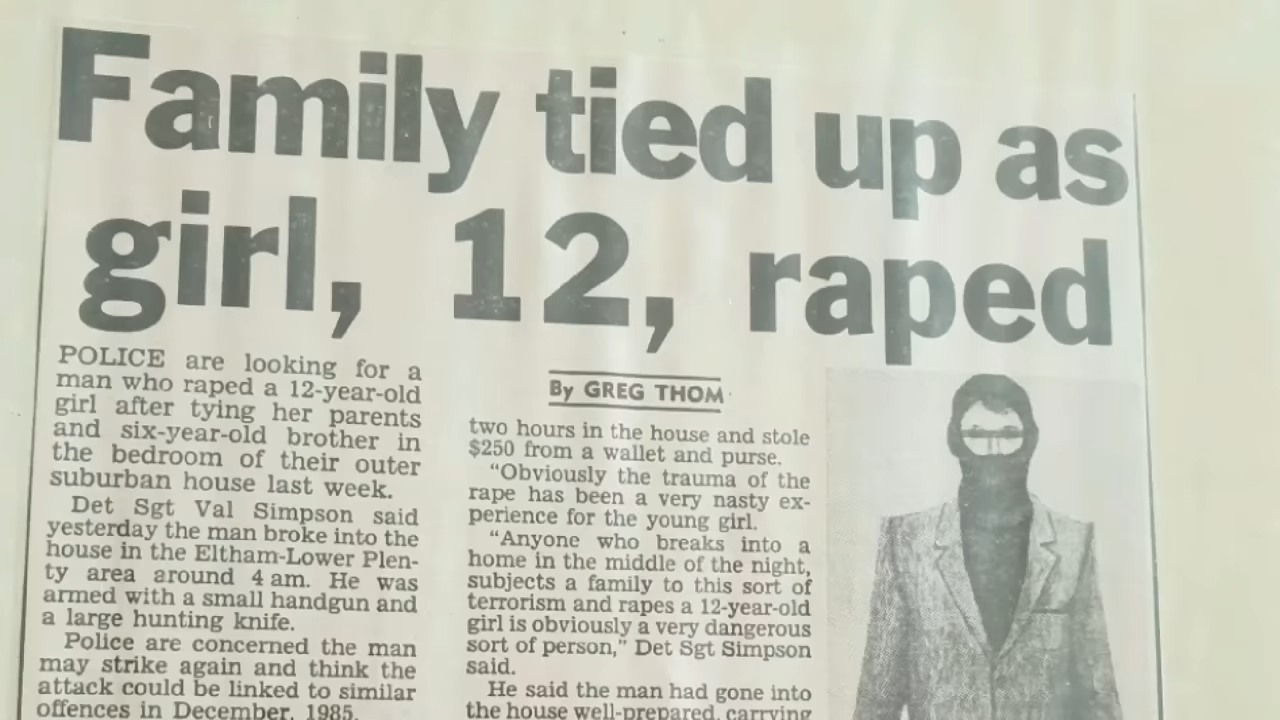 Family tied up as
girl, 12, raped
POLICE are looking for a
man who raped a 12-year-old
girl after tying her parents
and six-year-old brother in
the bedroom of their outer
suburban house last week.
Det Sgt Val Simpson said
yesterday the man broke into the
house in the Eltham-Lower Plen-
ty area around 4 am. He was
armed with a small handgun and
a large hunting knife.
Police are concerned the man
may strike again and think the
attack could be linked to similar
offences in December, 1985.
By GREG THOM
two hours in the house and stole
$250 from a wallet and purse.
"Obviously the trauma of the
rape has been a very nasty ex-
perience for the young girl.
"Anyone who breaks into a
home in the middle of the night,
subjects a family to this sort of
terrorism and rapes a 12-year-old
girl is obviously a very dangerous
sort of person," Det Sgt Simpson
said.
He said the man had gone into
the house well-prepared, carrying